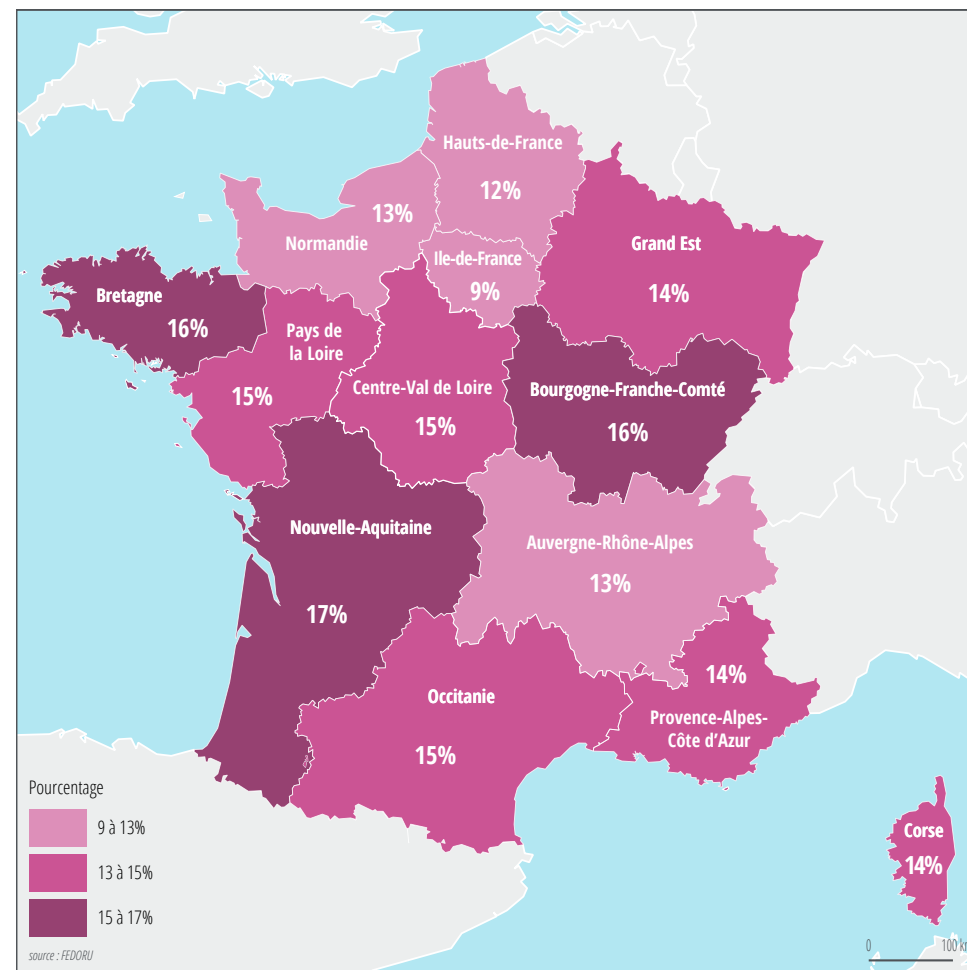 Hauts-de-France
12%
13%
Normandie
Ile-de-France
9%
Grand Est
14%
Bretagne
16%
Pays de
la Loire
15%
Centre-Val de Loire
15%
Bourgogne-Franche-Comté
16%
Nouvelle-Aquitaine
17%
Auvergne-Rhône-Alpes
13%
Occitanie
15%
14%
Provence-Alpes-
Côte d'Azur
Corse
14%
Pourcentage
9 à 13%
13 à 15%
15 à 17%
source : FEDORU
0 100 km